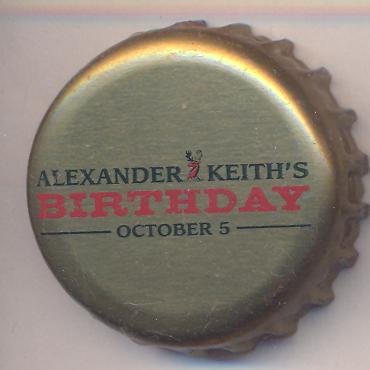 ALEXANDER KEITH'S
BIRTHDAY
OCTOBER 5